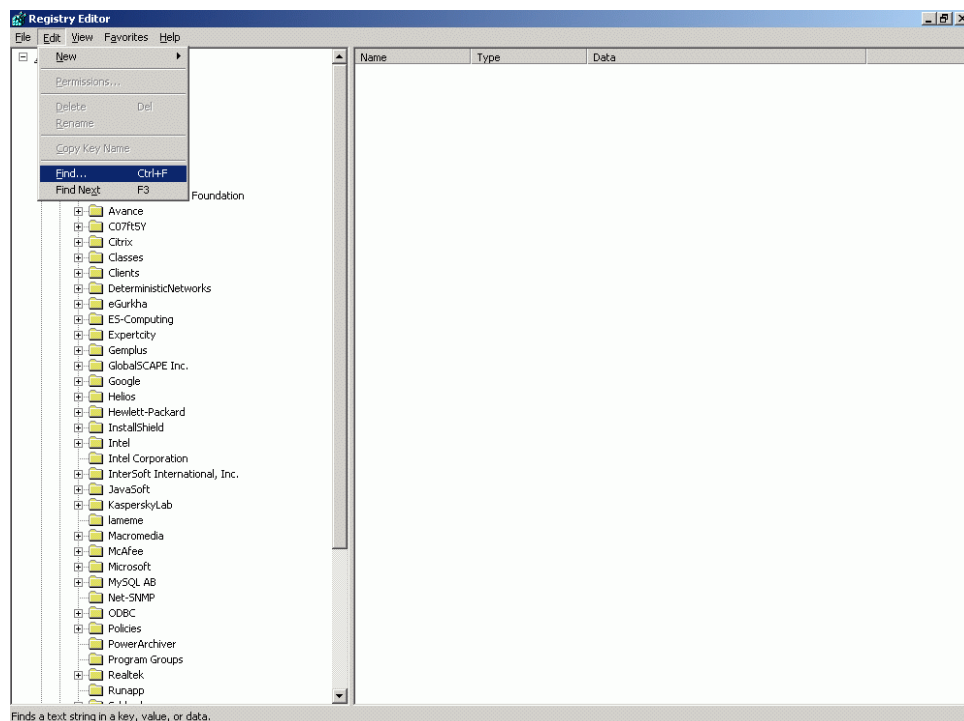 Registry Editor
File Edit View Favorites Help
New
Permissions...
Delete Del
Rename
Copy Key Name
Find... Ctrl+F
Find Next F3
Name Type Data
Foundation
Avance
C07ft5Y
Citrix
Classes
Clients
DeterministicNetworks
eGurkha
ES-Computing
Expertcity
Gemplus
GlobalSCAPE Inc.
Google
Helios
Hewlett-Packard
InstallShield
Intel
Intel Corporation
InterSoft International, Inc.
JavaSoft
KasperskyLab
lameme
Macromedia
McAfee
Microsoft
MySQL AB
Net-SNMP
ODBC
Policies
PowerArchiver
Program Groups
Realtek
Runapp
Finds a text string in a key, value, or data.